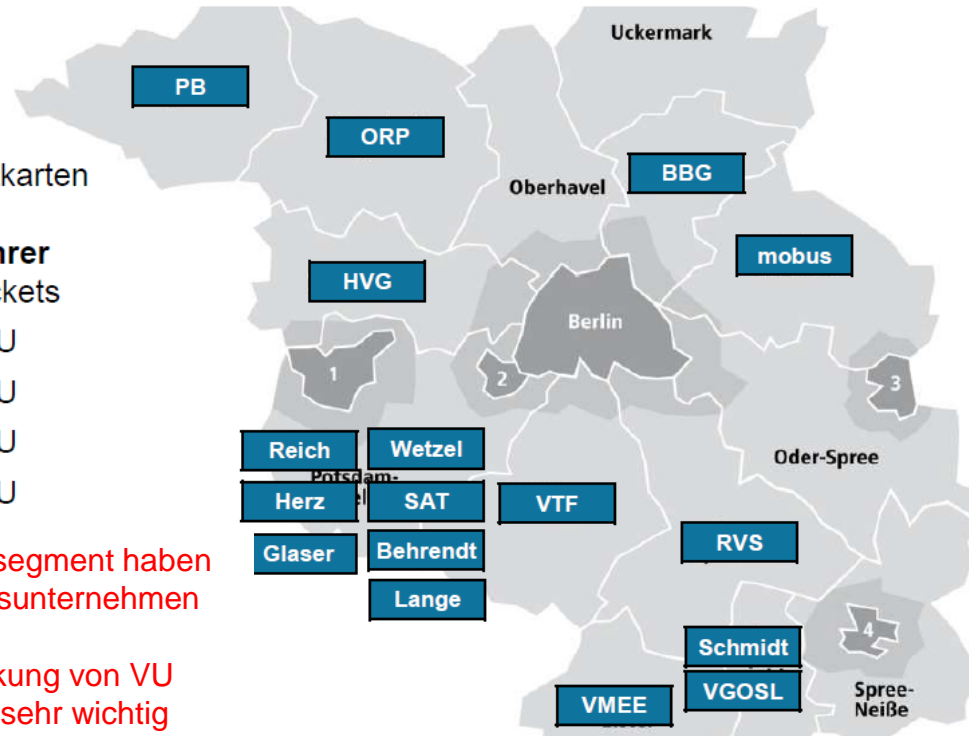 karten
hrer
ckets
U
U
U
U
segment haben
sunternehmen
kung von VU
sehr wichtig
Uckermark
PB
ORP
BBG
Oberhavel
mobus
HVG
Berlin
1
2
3
Reich
Wetzel
Oder-Spree
Potsdam-
Herz
SAT
VTF
Glaser
Behrendt
RVS
Lange
4
Schmidt
VMEE
VGOSL
Spree-
Neiße